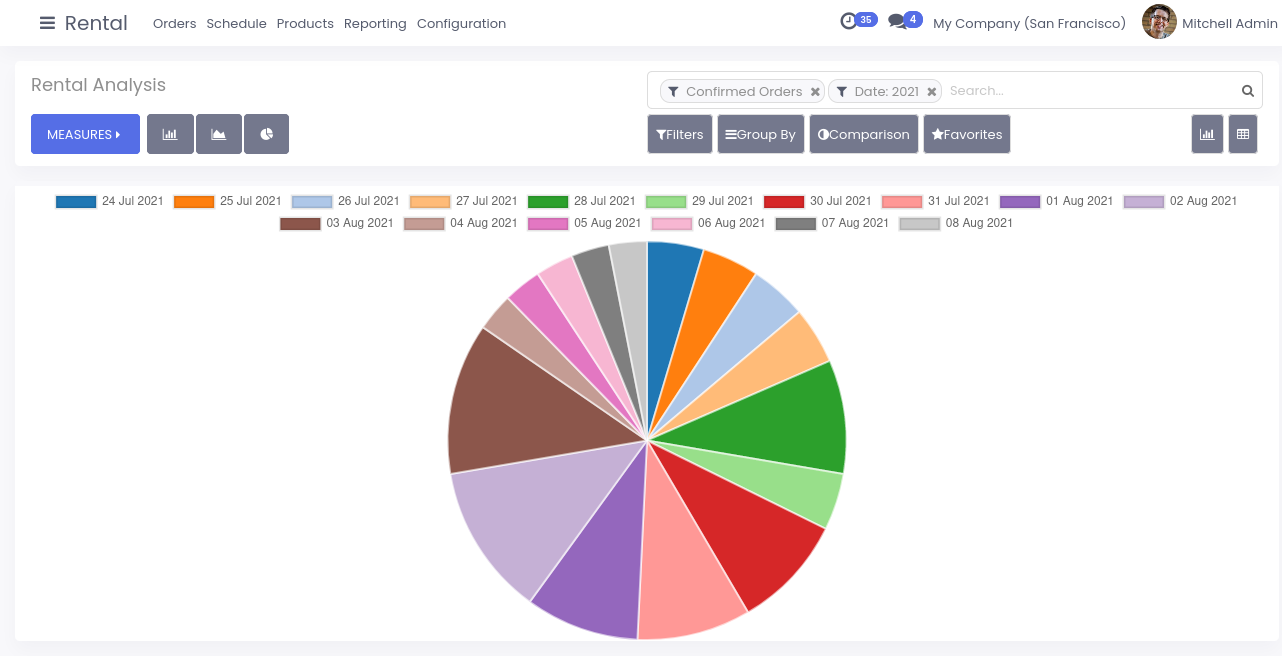 Rental Orders Schedule Products Reporting Configuration 35 4 My Company (San Francisco) Mitchell Admin
Rental Analysis
Confirmed Orders Date: 2021 Search...
MEASURES Filters Group By Comparison Favorites
24 Jul 2021 25 Jul 2021 26 Jul 2021 27 Jul 2021 28 Jul 2021 29 Jul 2021 30 Jul 2021 31 Jul 2021 01 Aug 2021 02 Aug 2021
03 Aug 2021 04 Aug 2021 05 Aug 2021 06 Aug 2021 07 Aug 2021 08 Aug 2021